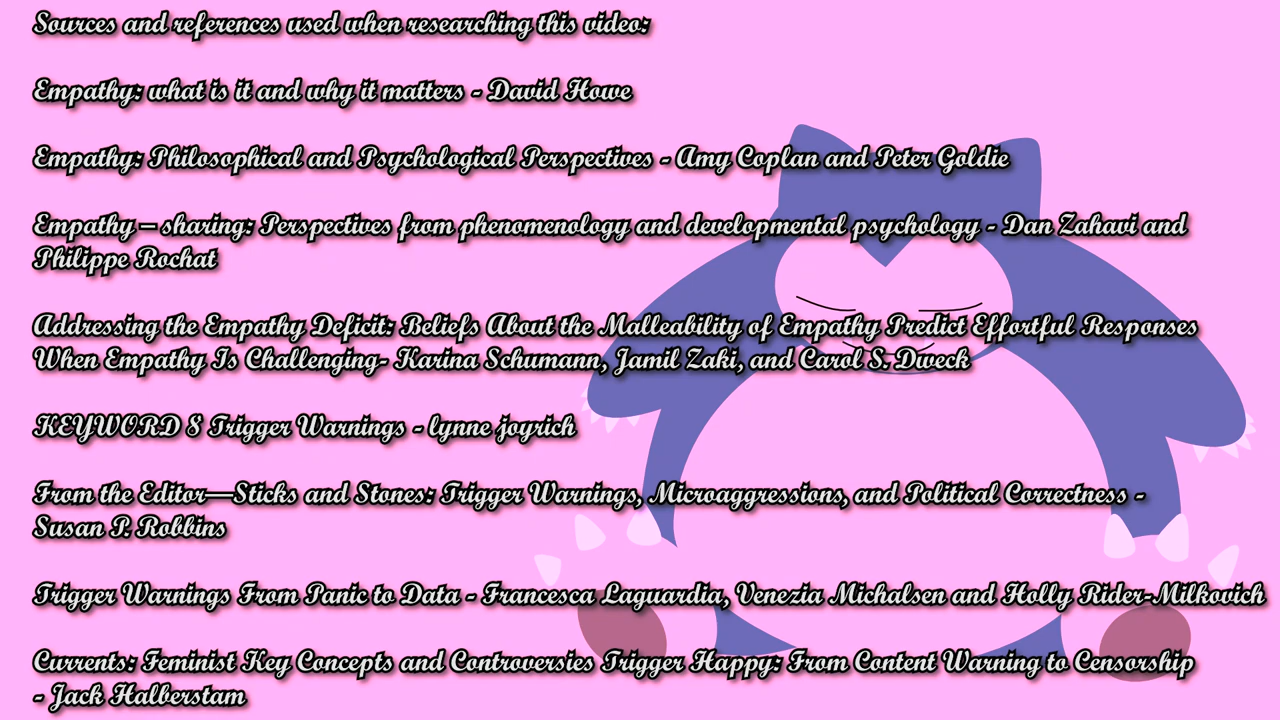 Sources and references used when researching this video:
Empathy: what is it and why it matters - David Howe
Empathy: Philosophical and Psychological Perspectives - Amy Coplan and Peter Goldie
Empathy – sharing: Perspectives from phenomenology and developmental psychology - Dan Zahavi and
Philippe Rochat
Addressing the Empathy Deficit: Beliefs About the Malleability of Empathy Predict Effortful Responses
When Empathy Is Challenging- Karina Schumann, Jamil Zaki, and Carol S. Dweck
KEYWORD 8 Trigger Warnings - lynne joyrich
From the Editor—Sticks and Stones: Trigger Warnings, Microaggressions, and Political Correctness -
Susan P. Robbins
Trigger Warnings From Panic to Data - Francesca Laguardia, Venezia Michalsen and Holly Rider-Milkovich
Currents: Feminist Key Concepts and Controversies Trigger Happy: From Content Warning to Censorship
- Jack Halberstam